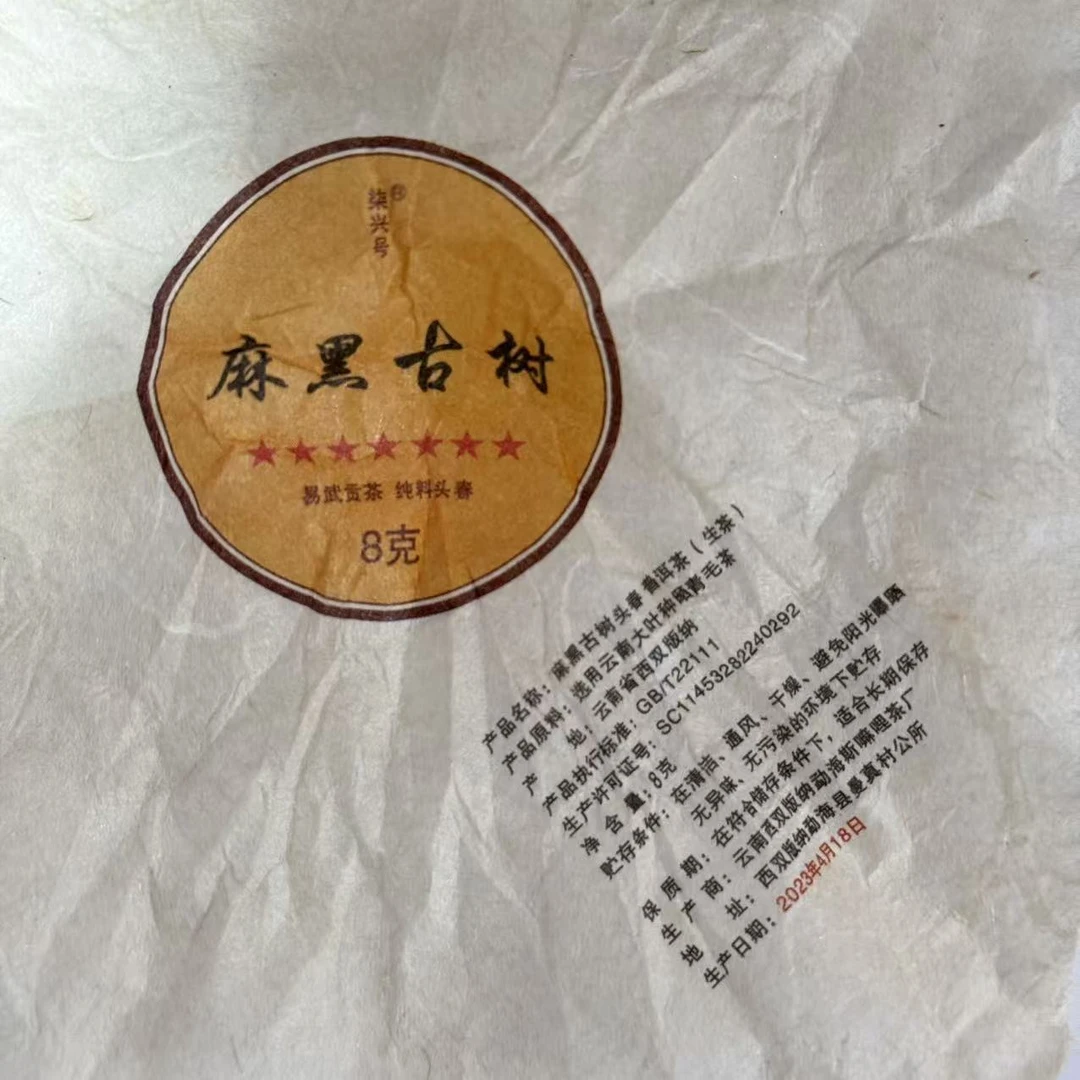 柒兴号®
麻黑古树
★★★★★★★
易武贡茶 纯料头春
8克
产品名称：麻黑古树头春普洱茶（生茶）
产品原料：选用云南大叶种晒青毛茶
产 地：云南省西双版纳
产品执行标准：GB/T22111
生产许可证号：SC11453282240292
净 含 量：8克
贮存条件：在清洁、通风、干燥、避免阳光曝晒
无异味、无污染的环境下贮存
保 质 期：在符合储存条件下，适合长期保存
生 产 商：云南西双版纳勐海斯嘛哩茶厂
地 址：西双版纳勐海县曼真村公所
生产日期：2023年4月18日